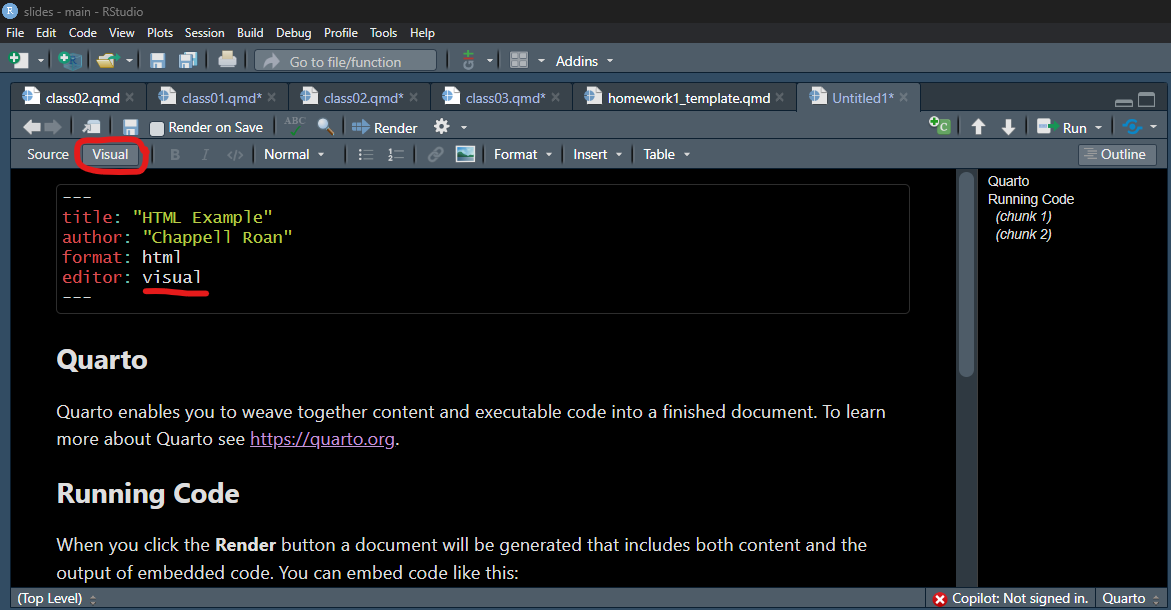 slides - main - RStudio
File Edit Code View Plots Session Build Debug Profile Tools Help
Go to file/function Addins
class02.qmd class01.qmd* class02.qmd* class03.qmd* homework1_template.qmd Untitled1*
Render on Save ABC Render Run
Source Visual B I </> Normal Format Insert Table Outline
---
title: "HTML Example"
author: "Chappell Roan"
format: html
editor: visual
---
Quarto
Quarto enables you to weave together content and executable code into a finished document. To learn
more about Quarto see https://quarto.org.
Running Code
When you click the Render button a document will be generated that includes both content and the
output of embedded code. You can embed code like this:
Quarto
Running Code
(chunk 1)
(chunk 2)
(Top Level) Copilot: Not signed in. Quarto